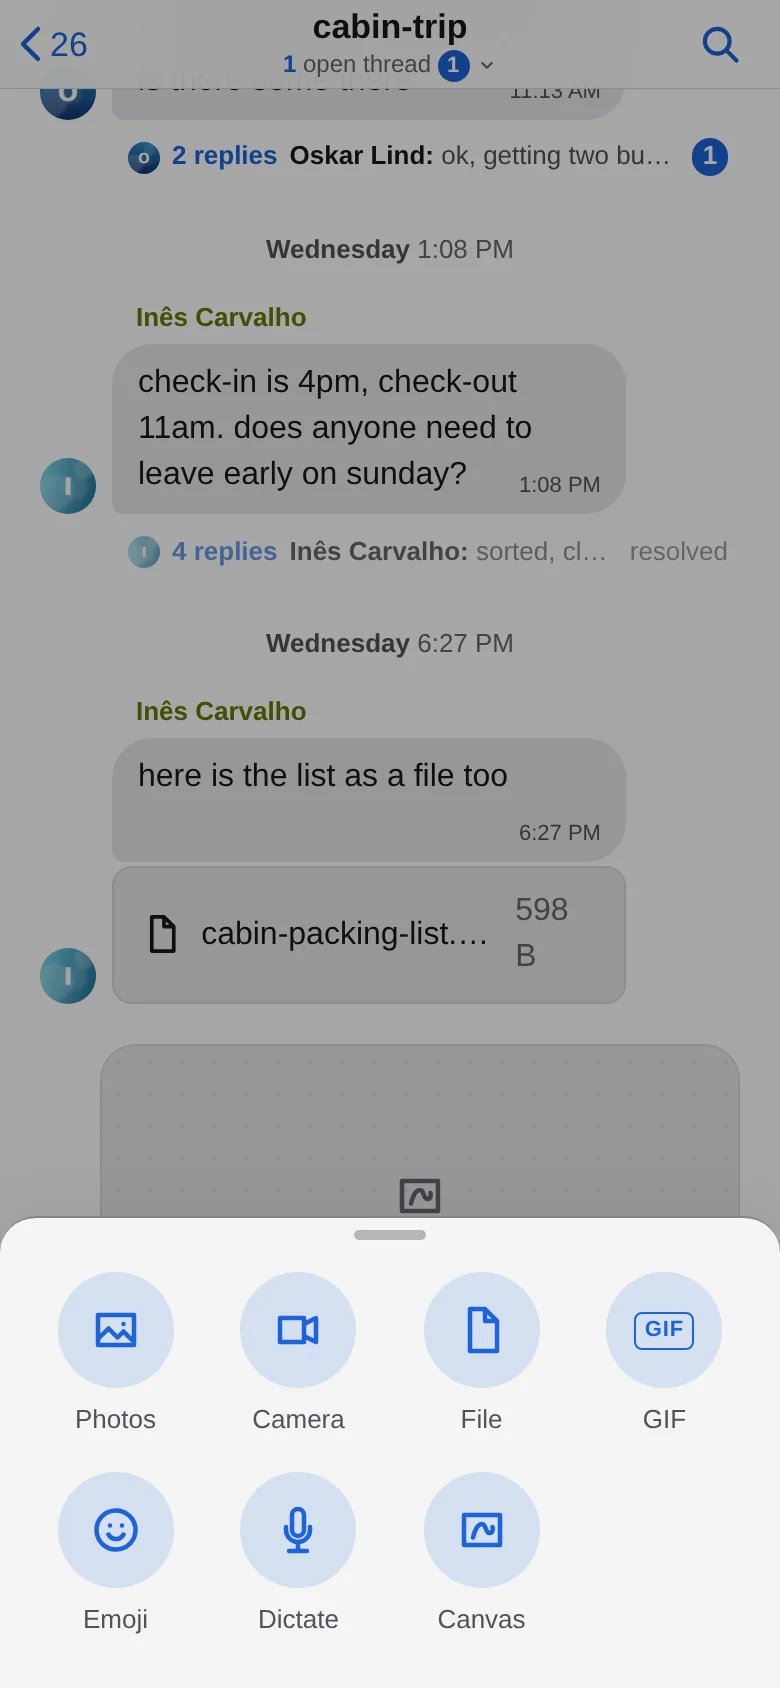 26
cabin-trip
1 open thread 1
is there some there
11:13 AM
O
O 2 replies Oskar Lind: ok, getting two bu… 1
Wednesday 1:08 PM
Inês Carvalho
check-in is 4pm, check-out
11am. does anyone need to
leave early on sunday?
1:08 PM
I
I 4 replies Inês Carvalho: sorted, cl… resolved
Wednesday 6:27 PM
Inês Carvalho
here is the list as a file too
6:27 PM
cabin-packing-list.… 598
B
I
GIF
Photos Camera File GIF
Emoji Dictate Canvas